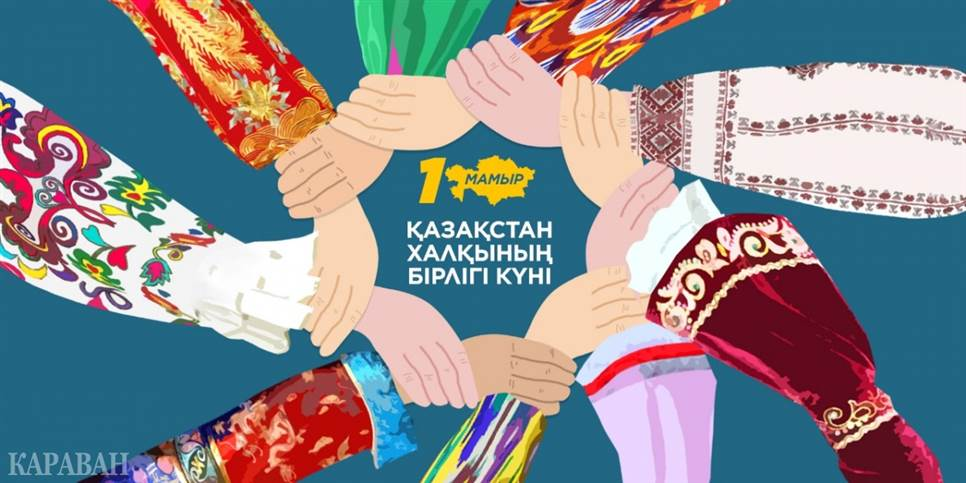 1 МАМЫР
ҚАЗАҚСТАН
ХАЛҚЫНЫҢ
БІРЛІГІ КҮНІ
КАРАВАН